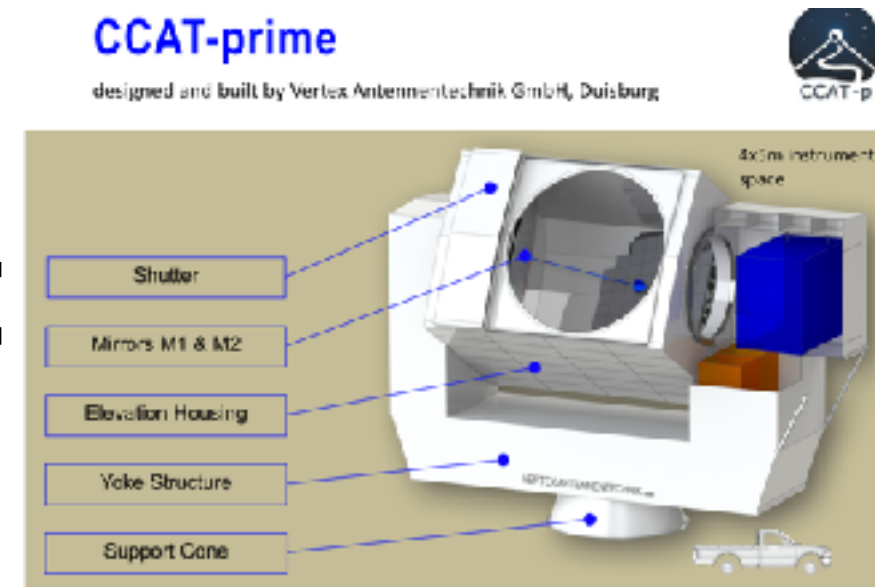 CCAT-prime
designed and built by Vertex Antennentechnik GmbH, Duisburg
CCAT-p
instrument
space
Shutter
Mirrors M1 & M2
Elevation Housing
Yoke Structure
Support Cone